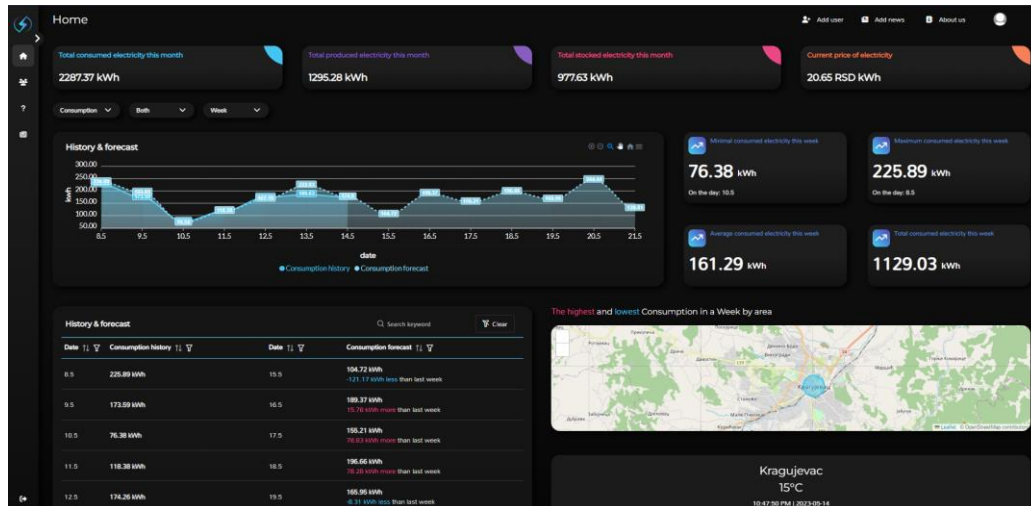 Home
Add user
Add news
About us
Total consumed electricity this month
2287.37 kWh
Total produced electricity this month
1295.28 kWh
Total stocked electricity this month
977.63 kWh
Current price of electricity
20.65 RSD kWh
Consumption
Both
Week
History & forecast
kwh
300.00
250.00
200.00
150.00
100.00
50.00
8.5 9.5 10.5 11.5 12.5 13.5 14.5 15.5 16.5 17.5 18.5 19.5 20.5 21.5
date
Consumption history Consumption forecast
Minimal consumed electricity this week
76.38 kWh
On the day: 10.5
Maximum consumed electricity this week
225.89 kWh
On the day: 8.5
Average consumed electricity this week
161.29 kWh
Total consumed electricity this week
1129.03 kWh
History & forecast
Search keyword
Clear
Date Consumption history Date Consumption forecast
8.5 225.89 kWh 15.5 104.72 kWh
-121.17 kWh less than last week
9.5 173.59 kWh 16.5 189.37 kWh
15.78 kWh more than last week
10.5 76.38 kWh 17.5 155.21 kWh
78.83 kWh more than last week
11.5 118.38 kWh 18.5 196.66 kWh
78.28 kWh more than last week
12.5 174.26 kWh 19.5 165.95 kWh
-8.31 kWh less than last week
The highest and lowest Consumption in a Week by area
Крагујевац
Kragujevac
15°C
10:47:50 PM | 2023-05-14